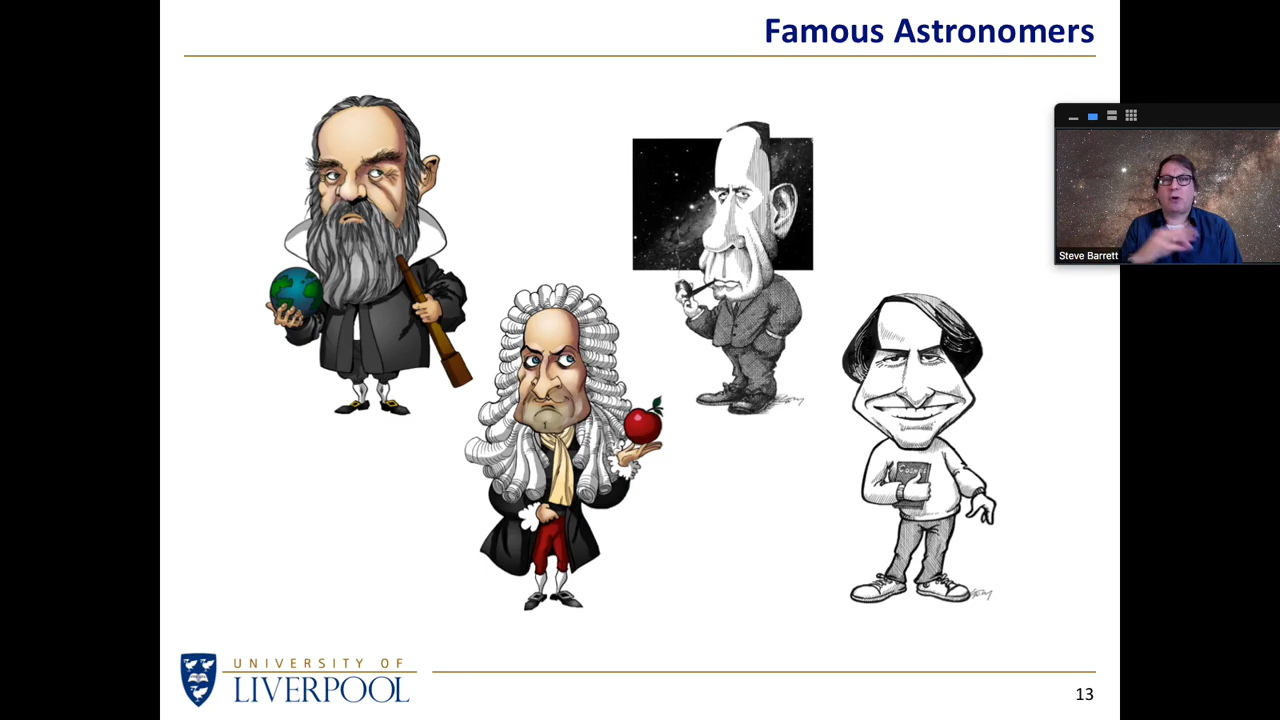 Famous Astronomers
Steve Barrett
UNIVERSITY OF
LIVERPOOL
13